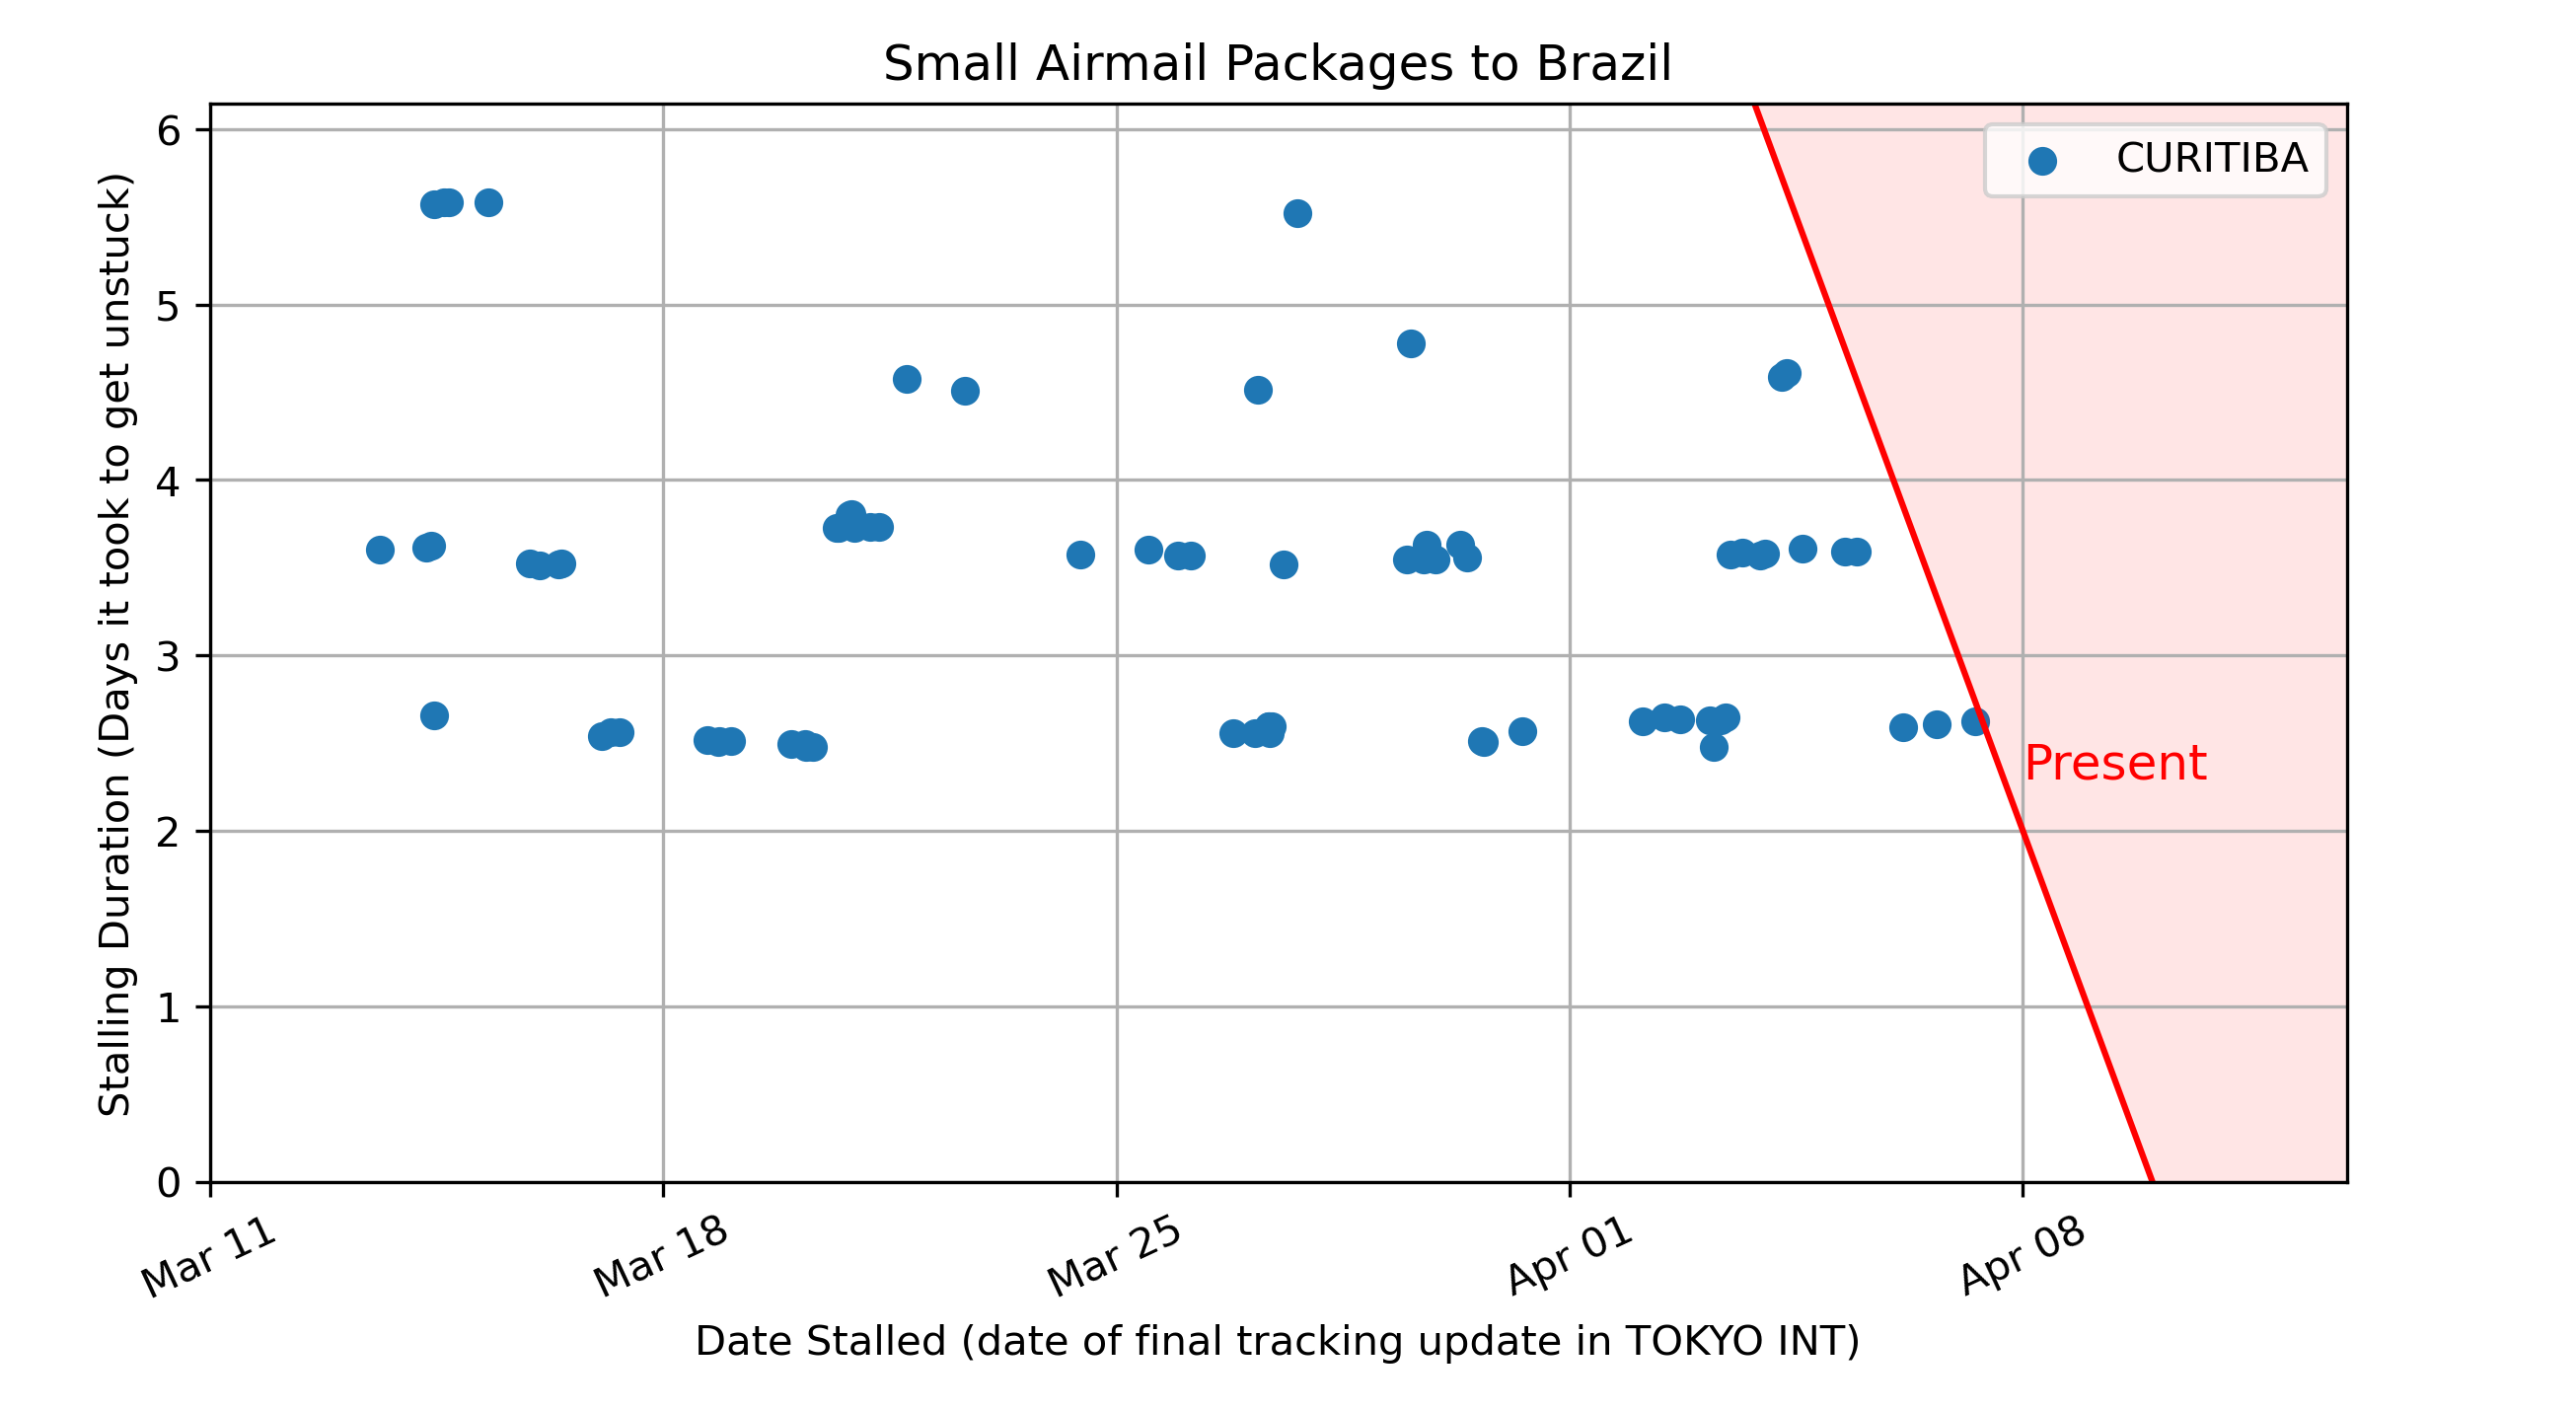 Small Airmail Packages to Brazil
CURITIBA
Stalling Duration (Days it took to get unstuck)
6
5
4
3
2
1
0
Present
Mar 11
Mar 18
Mar 25
Apr 01
Apr 08
Date Stalled (date of final tracking update in TOKYO INT)